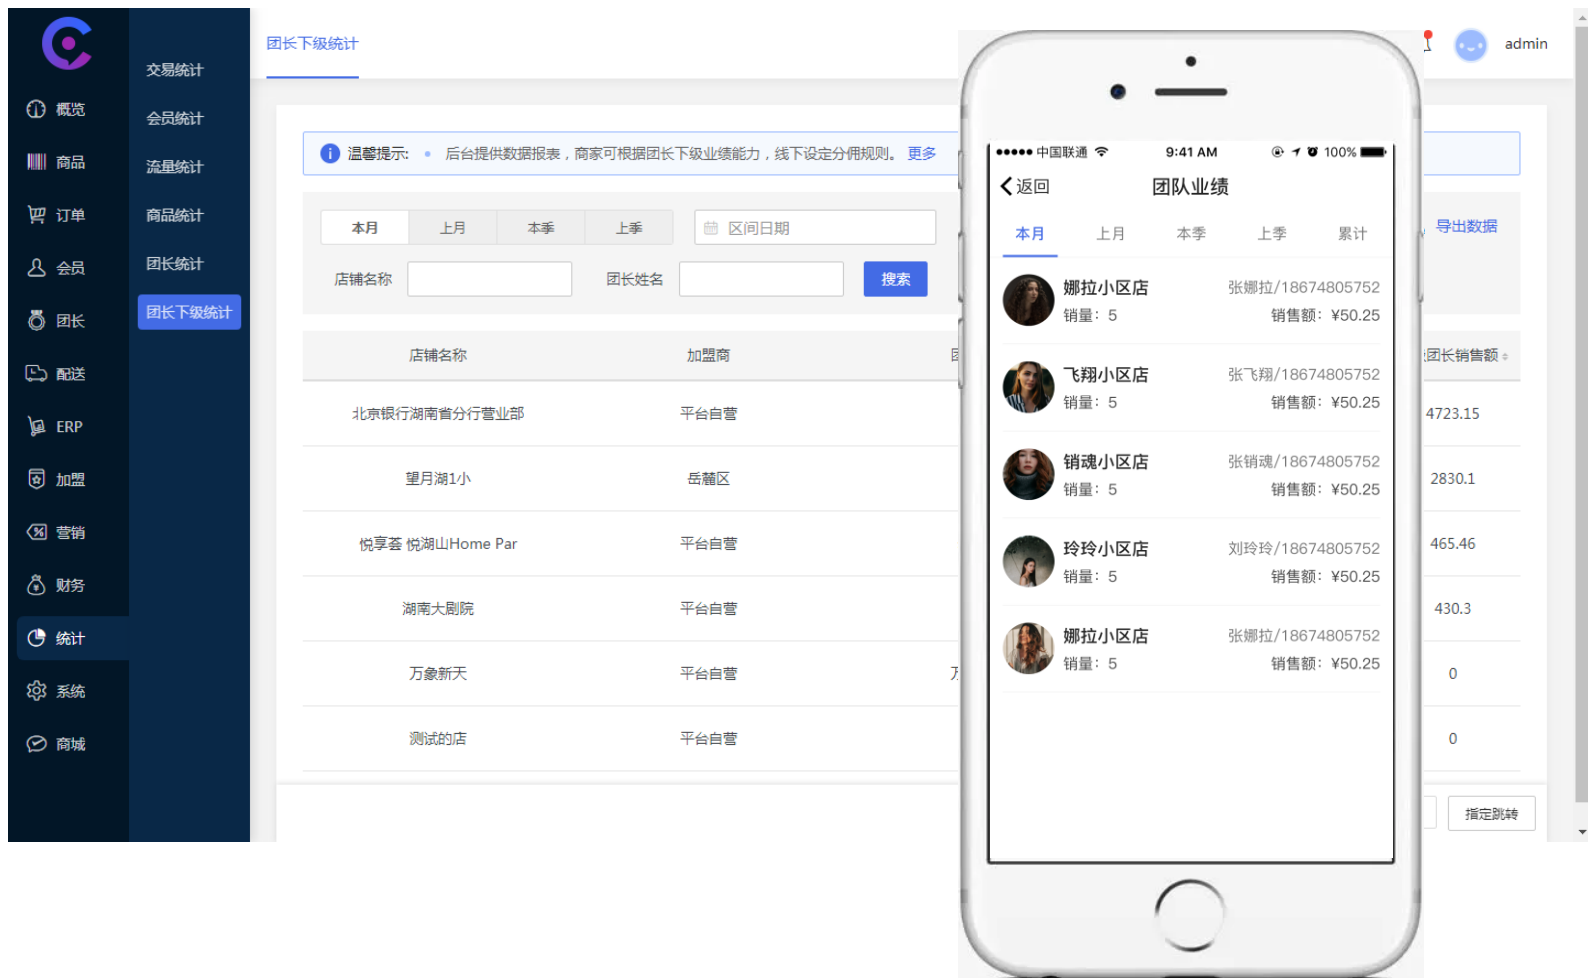 团长下级统计
admin
概览
商品
订单
会员
团长
配送
ERP
加盟
营销
财务
统计
系统
商城
交易统计
会员统计
流量统计
商品统计
团长统计
团长下级统计
温馨提示: 后台提供数据报表，商家可根据团长下级业绩能力，线下设定分佣规则。 更多
本月 上月 本季 上季 区间日期
导出数据
店铺名称 团长姓名 搜索
店铺名称 加盟商 团长销售额
北京银行湖南省分行营业部 平台自营 4723.15
望月湖1小 岳麓区 2830.1
悦享荟 悦湖山Home Par 平台自营 465.46
湖南大剧院 平台自营 430.3
万象新天 平台自营 0
测试的店 平台自营 0
指定跳转
中国联通 9:41 AM 100%
返回 团队业绩
本月 上月 本季 上季 累计
娜拉小区店 张娜拉/18674805752
销量：5 销售额：¥50.25
飞翔小区店 张飞翔/18674805752
销量：5 销售额：¥50.25
销魂小区店 张销魂/18674805752
销量：5 销售额：¥50.25
玲玲小区店 刘玲玲/18674805752
销量：5 销售额：¥50.25
娜拉小区店 张娜拉/18674805752
销量：5 销售额：¥50.25